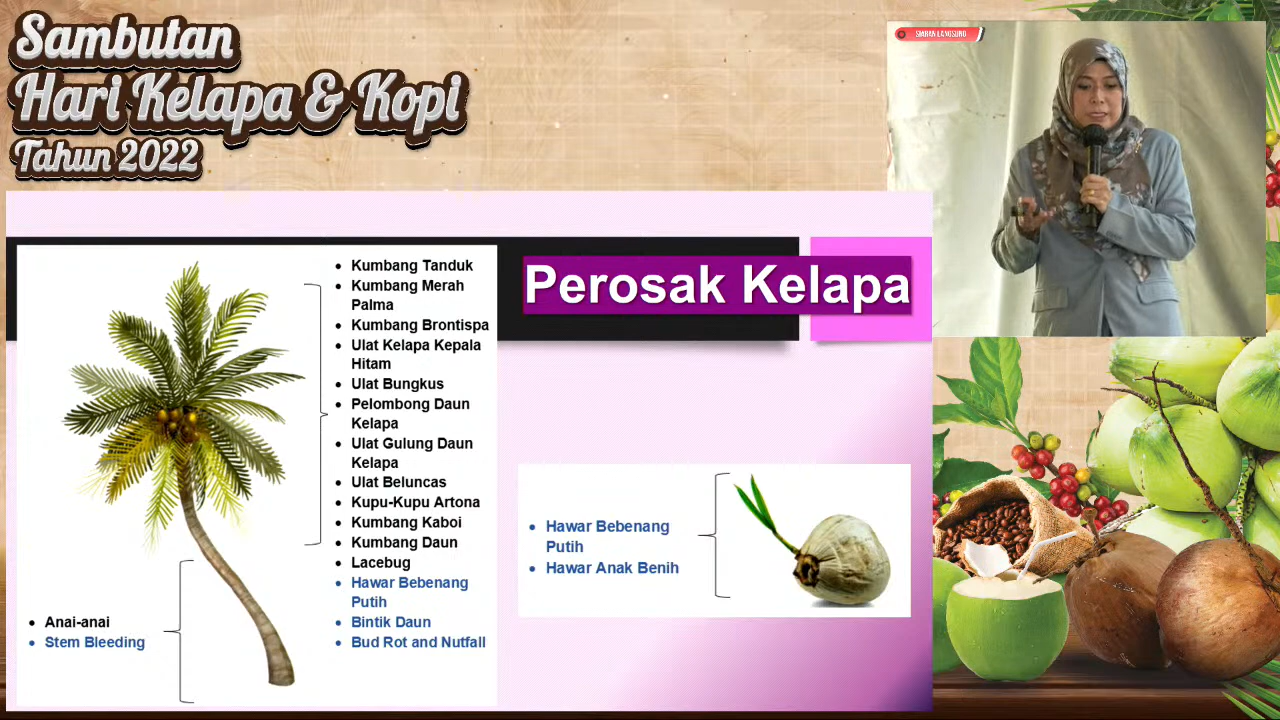 Sambutan
Hari Kelapa & Kopi
Tahun 2022
SIARAN LANGSUNG
Perosak Kelapa
• Kumbang Tanduk
• Kumbang Merah
Palma
• Kumbang Brontispa
• Ulat Kelapa Kepala
Hitam
• Ulat Bungkus
• Pelombong Daun
Kelapa
• Ulat Gulung Daun
Kelapa
• Ulat Beluncas
• Kupu-Kupu Artona
• Kumbang Kaboi
• Kumbang Daun
• Lacebug
• Hawar Bebenang
Putih
• Bintik Daun
• Bud Rot and Nutfall
• Anai-anai
• Stem Bleeding
• Hawar Bebenang
Putih
• Hawar Anak Benih